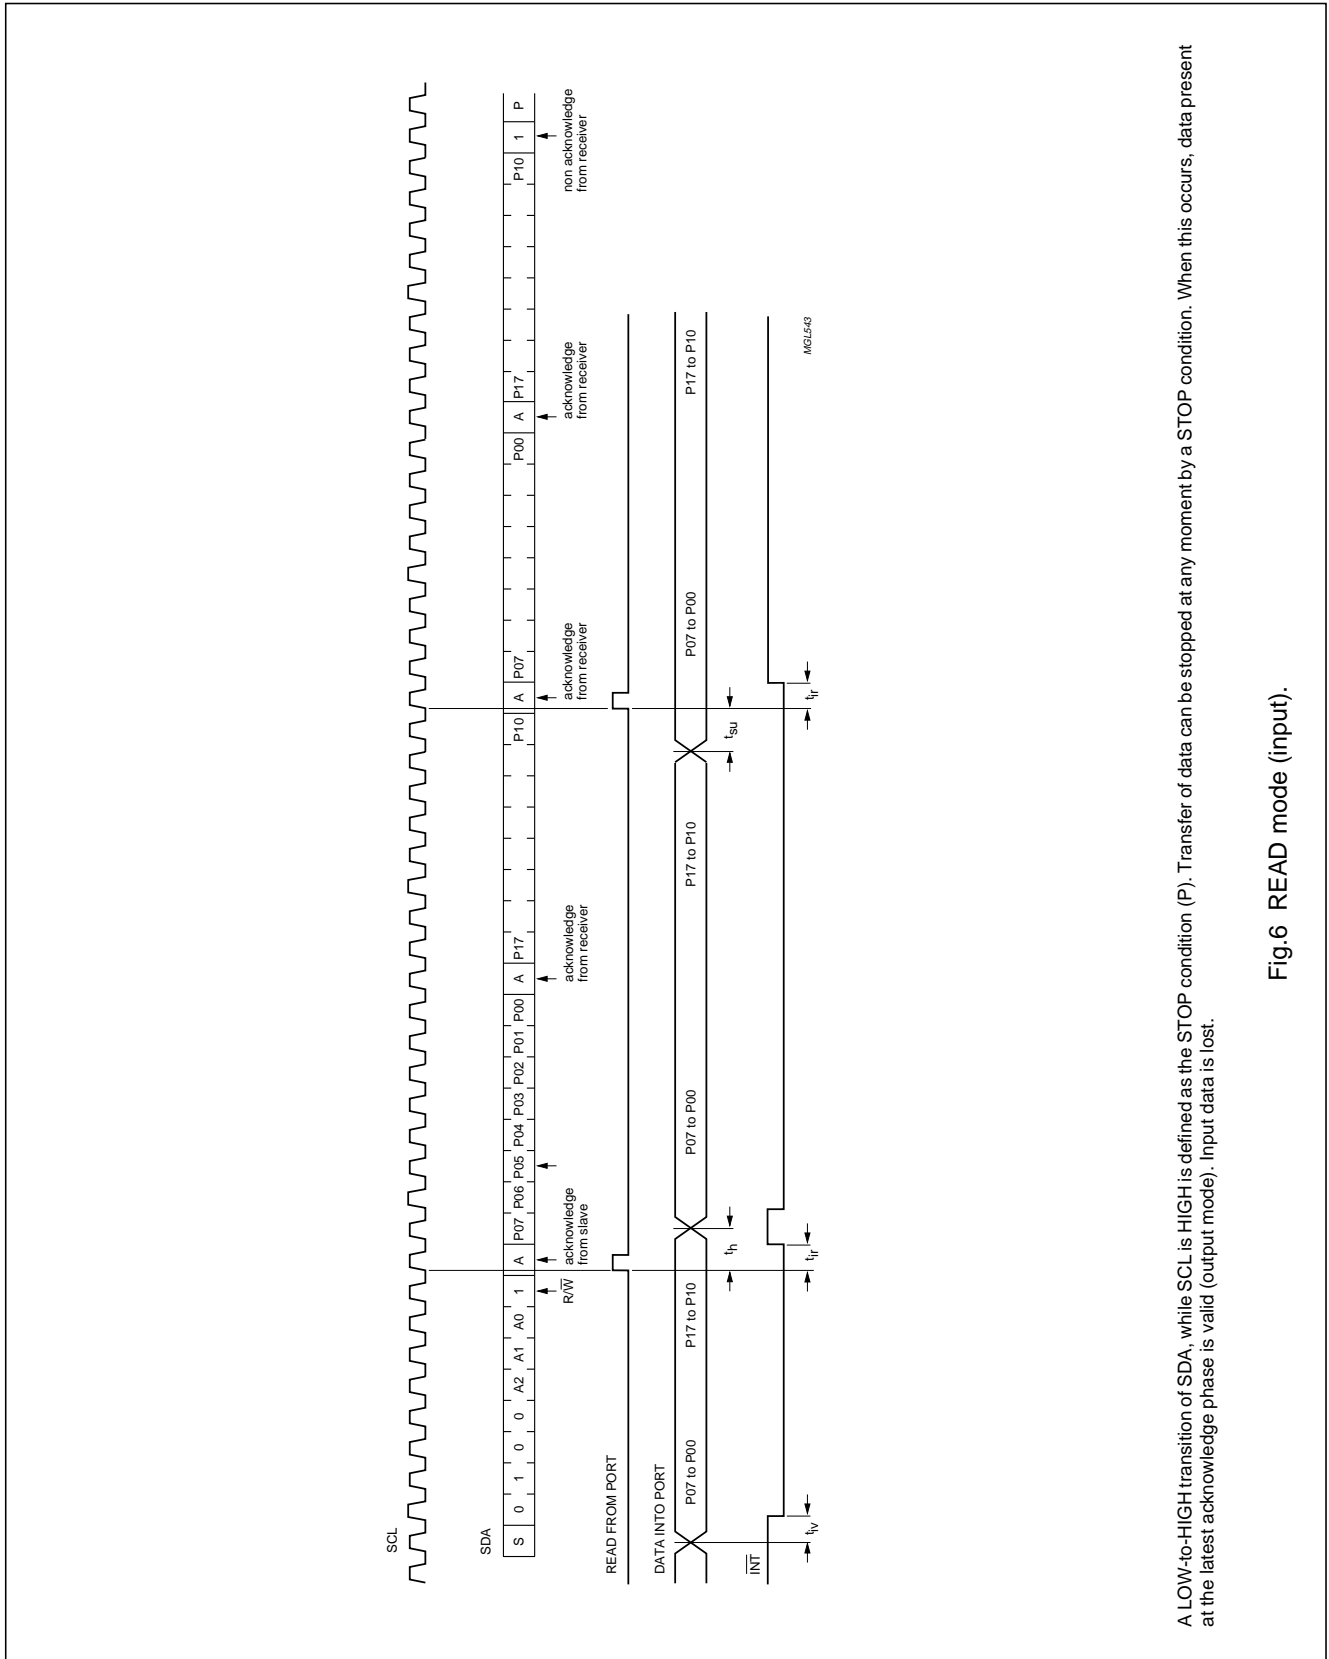 SCL
SDA
S 0 1 0 0 A2 A1 A0 1 A P07 P06 P05 P04 P03 P02 P01 P00 A P17 P10 A P07 P00 A P17 P10 1 P
R/W
acknowledge
from slave
acknowledge
from receiver
acknowledge
from receiver
acknowledge
from receiver
non acknowledge
from receiver
READ FROM PORT
DATA INTO PORT
P07 to P00 P17 to P10 P07 to P00 P17 to P10 P07 to P00 P17 to P10
th tsu
INT
tiv tir tir
MGL543
A LOW-to-HIGH transition of SDA, while SCL is HIGH is defined as the STOP condition (P). Transfer of data can be stopped at any moment by a STOP condition. When this occurs, data present
at the latest acknowledge phase is valid (output mode). Input data is lost.
Fig.6 READ mode (input).